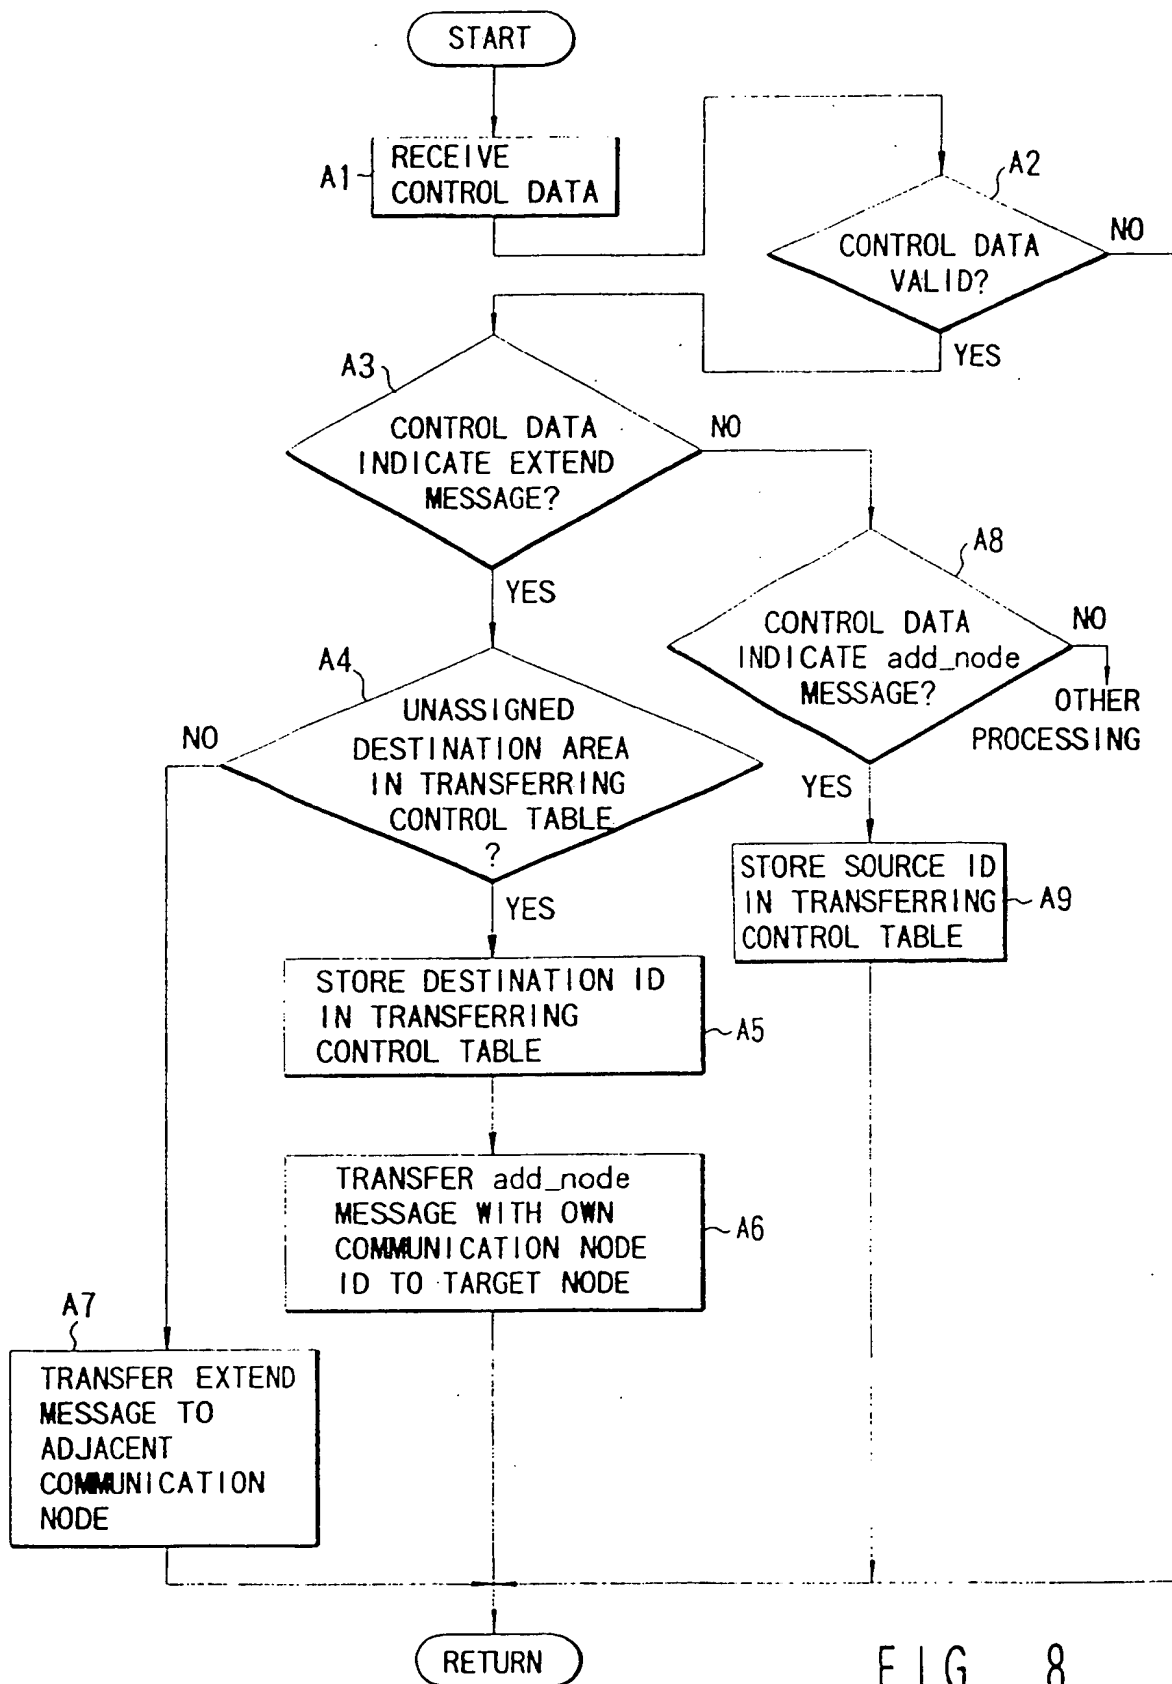 START
A1
RECEIVE
CONTROL DATA
A2
CONTROL DATA
VALID?
NO
YES
A3
CONTROL DATA
INDICATE EXTEND
MESSAGE?
NO
YES
A8
CONTROL DATA
INDICATE add_node
MESSAGE?
NO
OTHER
PROCESSING
YES
A4
UNASSIGNED
DESTINATION AREA
IN TRANSFERRING
CONTROL TABLE
?
NO
YES
STORE SOURCE ID
IN TRANSFERRING
CONTROL TABLE
A9
STORE DESTINATION ID
IN TRANSFERRING
CONTROL TABLE
A5
TRANSFER add_node
MESSAGE WITH OWN
COMMUNICATION NODE
ID TO TARGET NODE
A6
A7
TRANSFER EXTEND
MESSAGE TO
ADJACENT
COMMUNICATION
NODE
RETURN
FIG 8